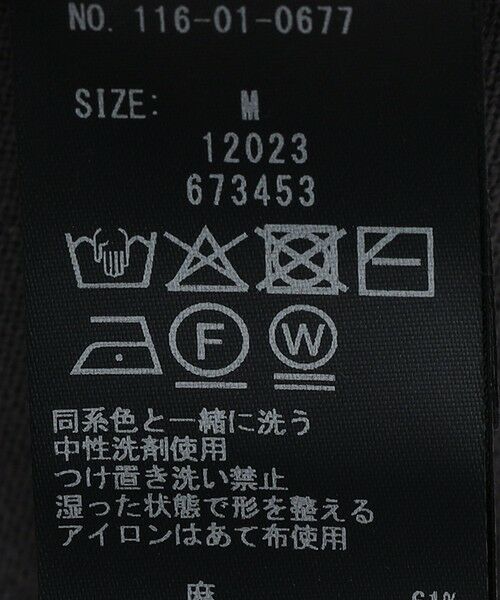 NO. 116-01-0677
SIZE: M
12023
673453
F W
同系色と一緒に洗う
中性洗剤使用
つけ置き洗い禁止
湿った状態で形を整える
アイロンはあて布使用
麻 61%